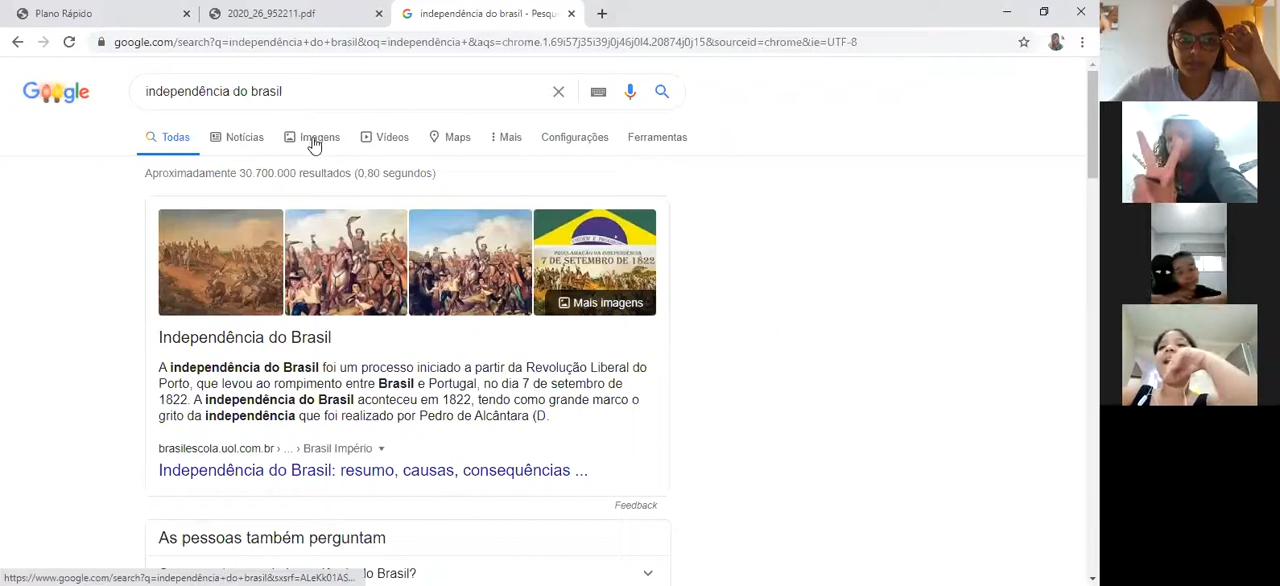 Plano Rápido
2020_26_952211.pdf
independência do brasil - Pesqu
google.com/search?q=independência+do+brasil&oq=independência+&aqs=chrome.1.69i57j35i39j0j46j0l4.20874j0j15&sourceid=chrome&ie=UTF-8
Google
independência do brasil
Todas
Notícias
Imagens
Vídeos
Maps
Mais
Configurações
Ferramentas
Aproximadamente 30.700.000 resultados (0,80 segundos)
PROCLAMAÇÃO DA INDEPENDÊNCIA
7 DE SETEMBRO DE 1822
Mais imagens
Independência do Brasil
A independência do Brasil foi um processo iniciado a partir da Revolução Liberal do
Porto, que levou ao rompimento entre Brasil e Portugal, no dia 7 de setembro de
1822. A independência do Brasil aconteceu em 1822, tendo como grande marco o
grito da independência que foi realizado por Pedro de Alcântara (D.
brasilescola.uol.com.br › ... › Brasil Império
Independência do Brasil: resumo, causas, consequências ...
Feedback
As pessoas também perguntam
do Brasil?
https://www.google.com/search?q=independência+do+brasil&sxsrf=ALeKk01AS...